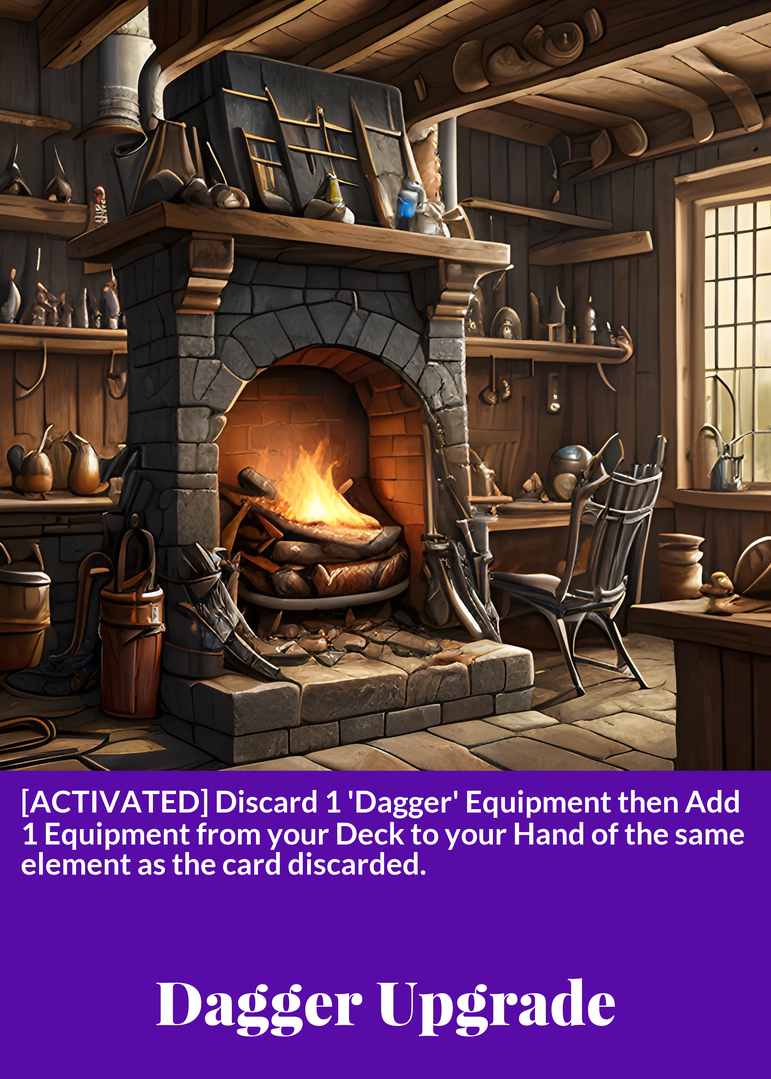 [ACTIVATED] Discard 1 'Dagger' Equipment then Add
1 Equipment from your Deck to your Hand of the same
element as the card discarded.
Dagger Upgrade